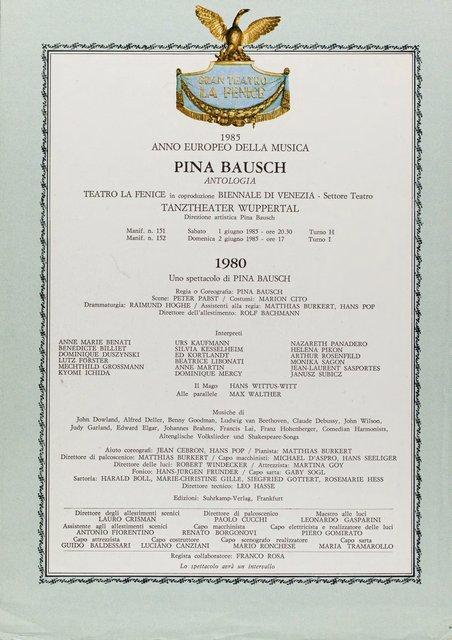 GRAN TEATRO
LA FENICE
1985
ANNO EUROPEO DELLA MUSICA
PINA BAUSCH
ANTOLOGIA
TEATRO LA FENICE in coproduzione BIENNALE DI VENEZIA - Settore Teatro
TANZTHEATER WUPPERTAL
Direzione artistica Pina Bausch
Manif. n. 151 Sabato 1 giugno 1985 - ore 20.30 Turno H
Manif. n. 152 Domenica 2 giugno 1985 - ore 17 Turno I
1980
Uno spettacolo di PINA BAUSCH
Regia e Coreografia: PINA BAUSCH
Scene: PETER PABST / Costumi: MARION CITO
Drammaturgia: RAIMUND HOGHE / Assistenti alla regia: MATTHIAS BURKERT, HANS POP
Direttore dell'allestimento: ROLF BACHMANN
Interpreti
ANNE MARIE BENATI URS KAUFMANN NAZARETH PANADERO
BENEDICTE BILLIET SILVIA KESSELHEIM HELENA PIKON
DOMINIQUE DUSZYNSKI ED KORTLANDT ARTHUR ROSENFELD
LUTZ FÖRSTER BEATRICE LIBONATI MONIKA SAGON
MECHTHILD GROSSMANN ANNE MARTIN JEAN-LAURENT SASPORTES
KYOMI ICHIDA DOMINIQUE MERCY JANUSZ SUBICZ
Il Mago HANS WITTUS-WITT
Alle parallele MAX WALTHER
Musiche di
John Dowland, Alfred Deller, Benny Goodman, Ludwig van Beethoven, Claude Debussy, John Wilson,
Judy Garland, Edward Elgar, Johannes Brahms, Francis Lai, Franz Hohenberger, Comedian Harmonists,
Altenglische Volkslieder und Shakespeare-Songs
Aiuto coreografi: JEAN CEBRON, HANS POP / Pianista: MATTHIAS BURKERT
Direttore di palcoscenico: MATTHIAS BURKERT / Capo macchinisti: MICHAEL D'ASPRO, HANS SEELIGER
Direttore delle luci: ROBERT WINDECKER / Attrezzista: MARTINA GOY
Fonico: HANS-JURGEN FRUNDER / Capo sarta: GABY SOGL
Sartoria: HARALD BOLL, MARIE-CHRISTINE GILLE, SIEGFRIED GOTTERT, ROSEMARIE HESS
Direttore tecnico: LEO HASSE
Edizioni: Suhrkamp-Verlag, Frankfurt
Direttore degli allestimenti scenici Direttore di palcoscenico Maestro alle luci
LAURO CRISMAN PAOLO CUCCHI LEONARDO GASPARINI
Assistente agli allestimenti scenici Capo macchinista Capo elettricista e realizzatore delle luci
ANTONIO FIORENTINO RENATO BORGONOVI PIERO GOMIRATO
Capo attrezzista Capo costruttore Capo scenografo realizzatore Capo sarta
GUIDO BALDESSARI LUCIANO CANZIANI MARIO RONCHESE MARIA TRAMAROLLO
Regista collaboratore: FRANCO ROSA
Lo spettacolo avrà un intervallo